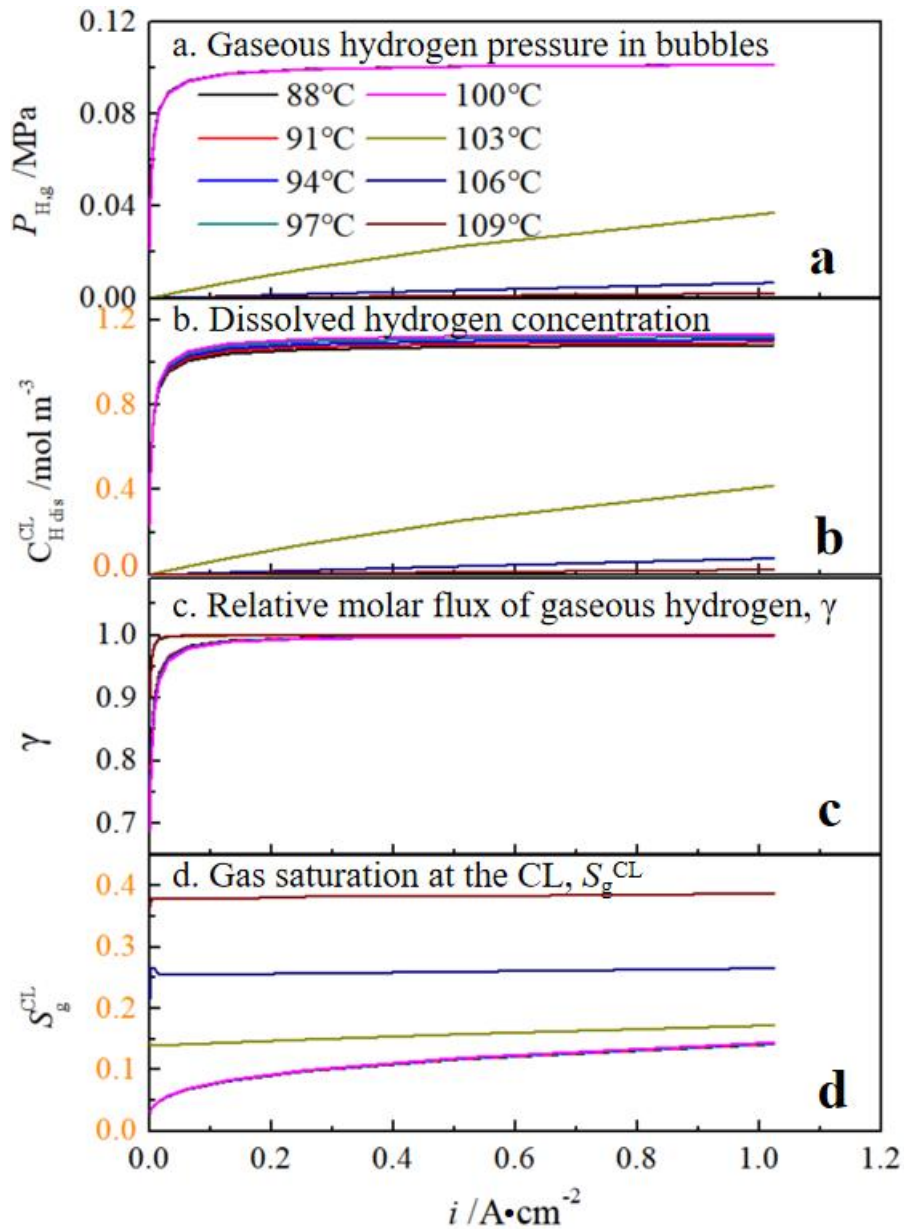 0.12
a. Gaseous hydrogen pressure in bubbles
88°C 100°C
0.08
91°C 103°C
94°C 106°C
0.04
97°C 109°C
P_H,g /MPa
a
0.00
1.2
b. Dissolved hydrogen concentration
0.8
0.4
C_H dis^CL /mol m^-3
b
0.0
c. Relative molar flux of gaseous hydrogen, γ
1.0
0.9
γ
0.8
0.7
c
d. Gas saturation at the CL, S_g^CL
0.4
0.3
S_g^CL
0.2
0.1
d
0.0
0.0 0.2 0.4 0.6 0.8 1.0 1.2
i /A•cm^-2